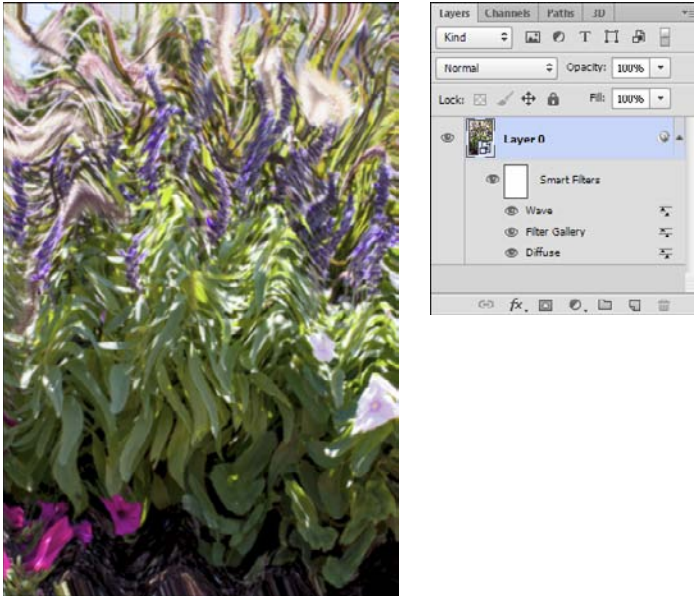 Layers Channels Paths 3D
Kind T
Normal Opacity: 100%
Lock: Fill: 100%
Layer 0
Smart Filters
Wave
Filter Gallery
Diffuse
fx